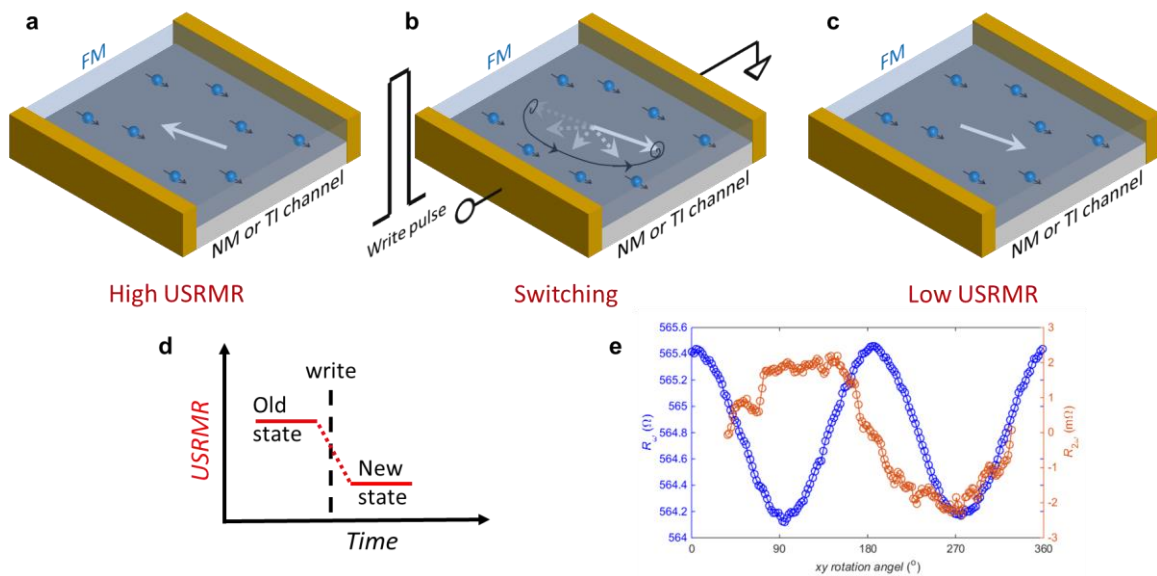 a
FM
NM or TI channel
High USRMR
b
FM
Write pulse
NM or TI channel
Switching
c
FM
NM or TI channel
Low USRMR
d
USRMR
write
Old
state
New
state
Time
e
565.6
565.4
565.2
565
564.8
564.6
564.4
564.2
564
Rω (Ω)
3
2
1
0
-1
-2
-3
R2ω (mΩ)
0
90
180
270
360
xy rotation angel (°)